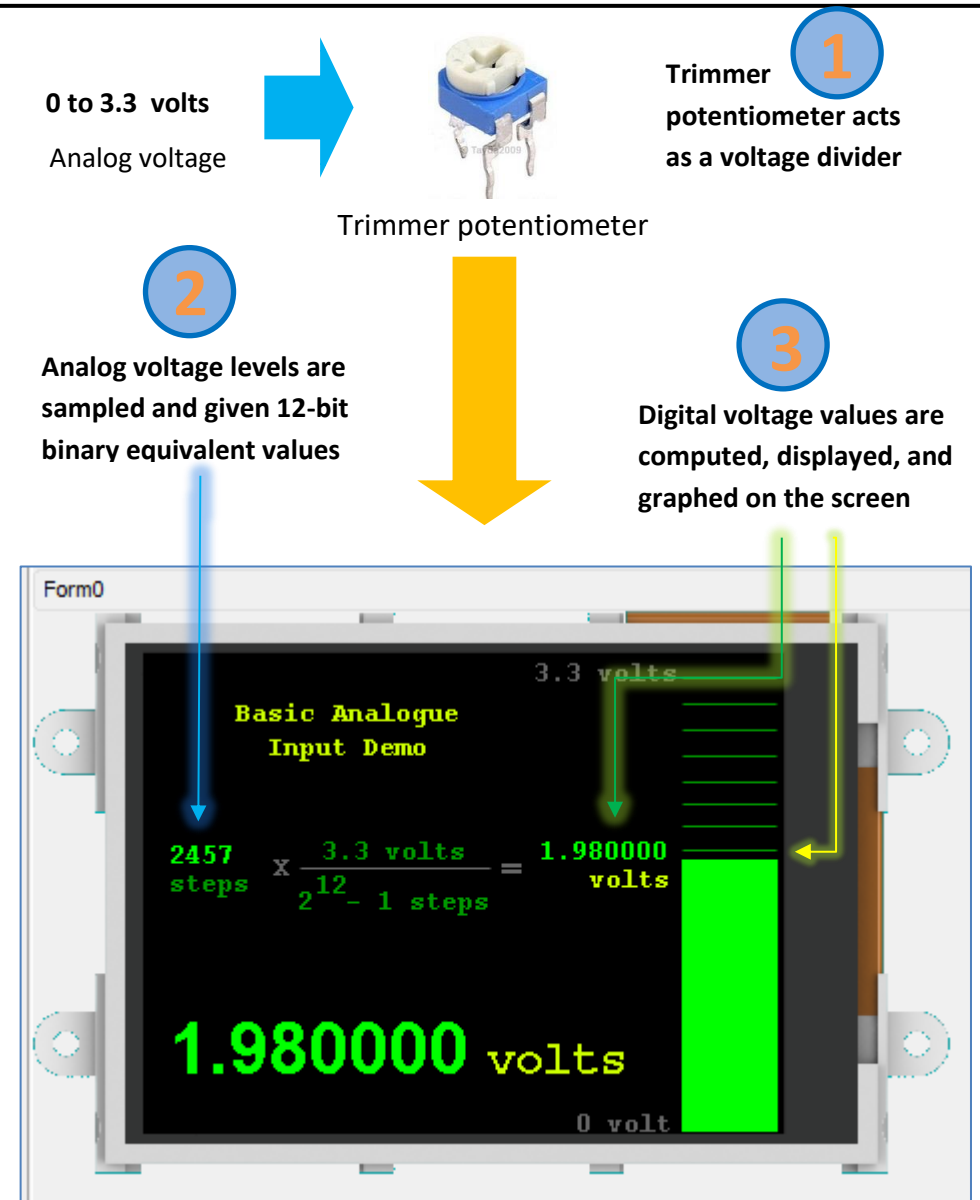 1
0 to 3.3 volts
Analog voltage
Trimmer
potentiometer acts
as a voltage divider
Trimmer potentiometer
2
Analog voltage levels are
sampled and given 12-bit
binary equivalent values
3
Digital voltage values are
computed, displayed, and
graphed on the screen
Form0
3.3 volts
Basic Analogue
Input Demo
2457
steps
x
3.3 volts
2^12 - 1 steps
=
1.980000
volts
1.980000 volts
0 volt